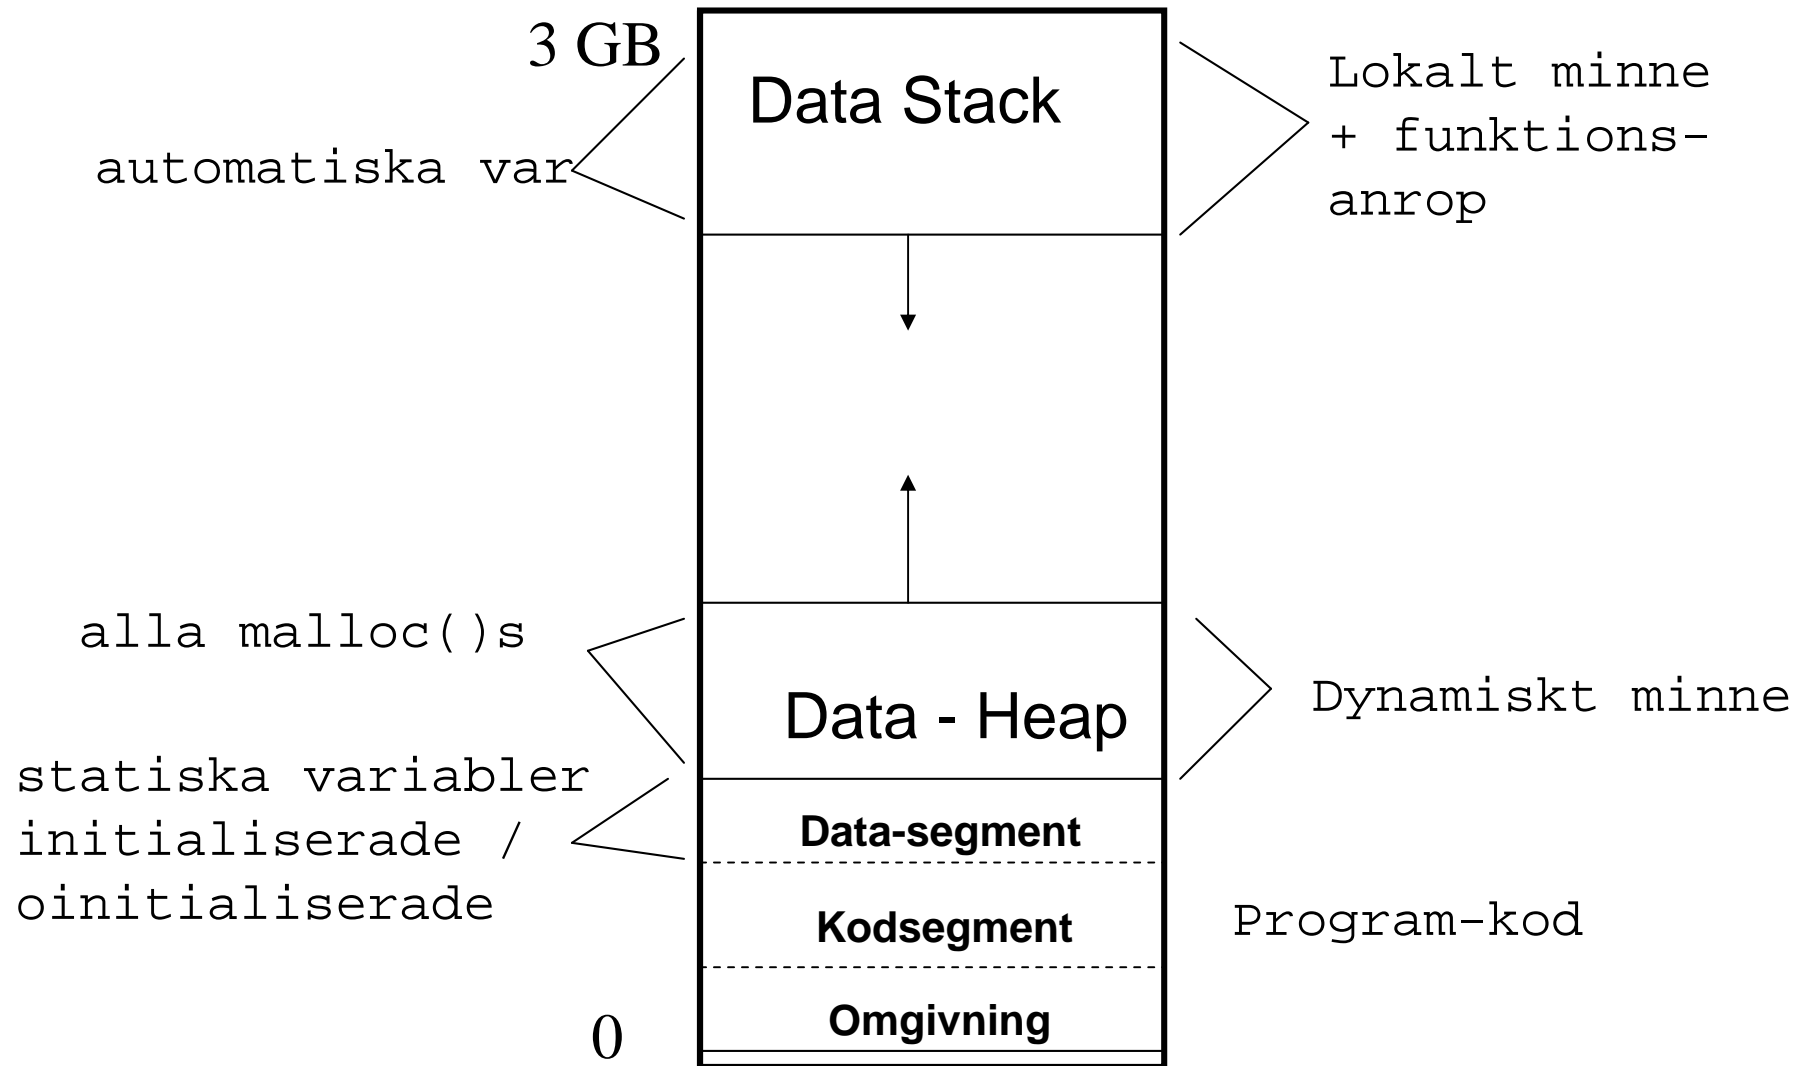 3 GB
Data Stack
Lokalt minne
+ funktions-
anrop
automatiska var
alla malloc()s
Data - Heap
Dynamiskt minne
statiska variabler
initialiserade /
oinitialiserade
Data-segment
Kodsegment
Program-kod
Omgivning
0